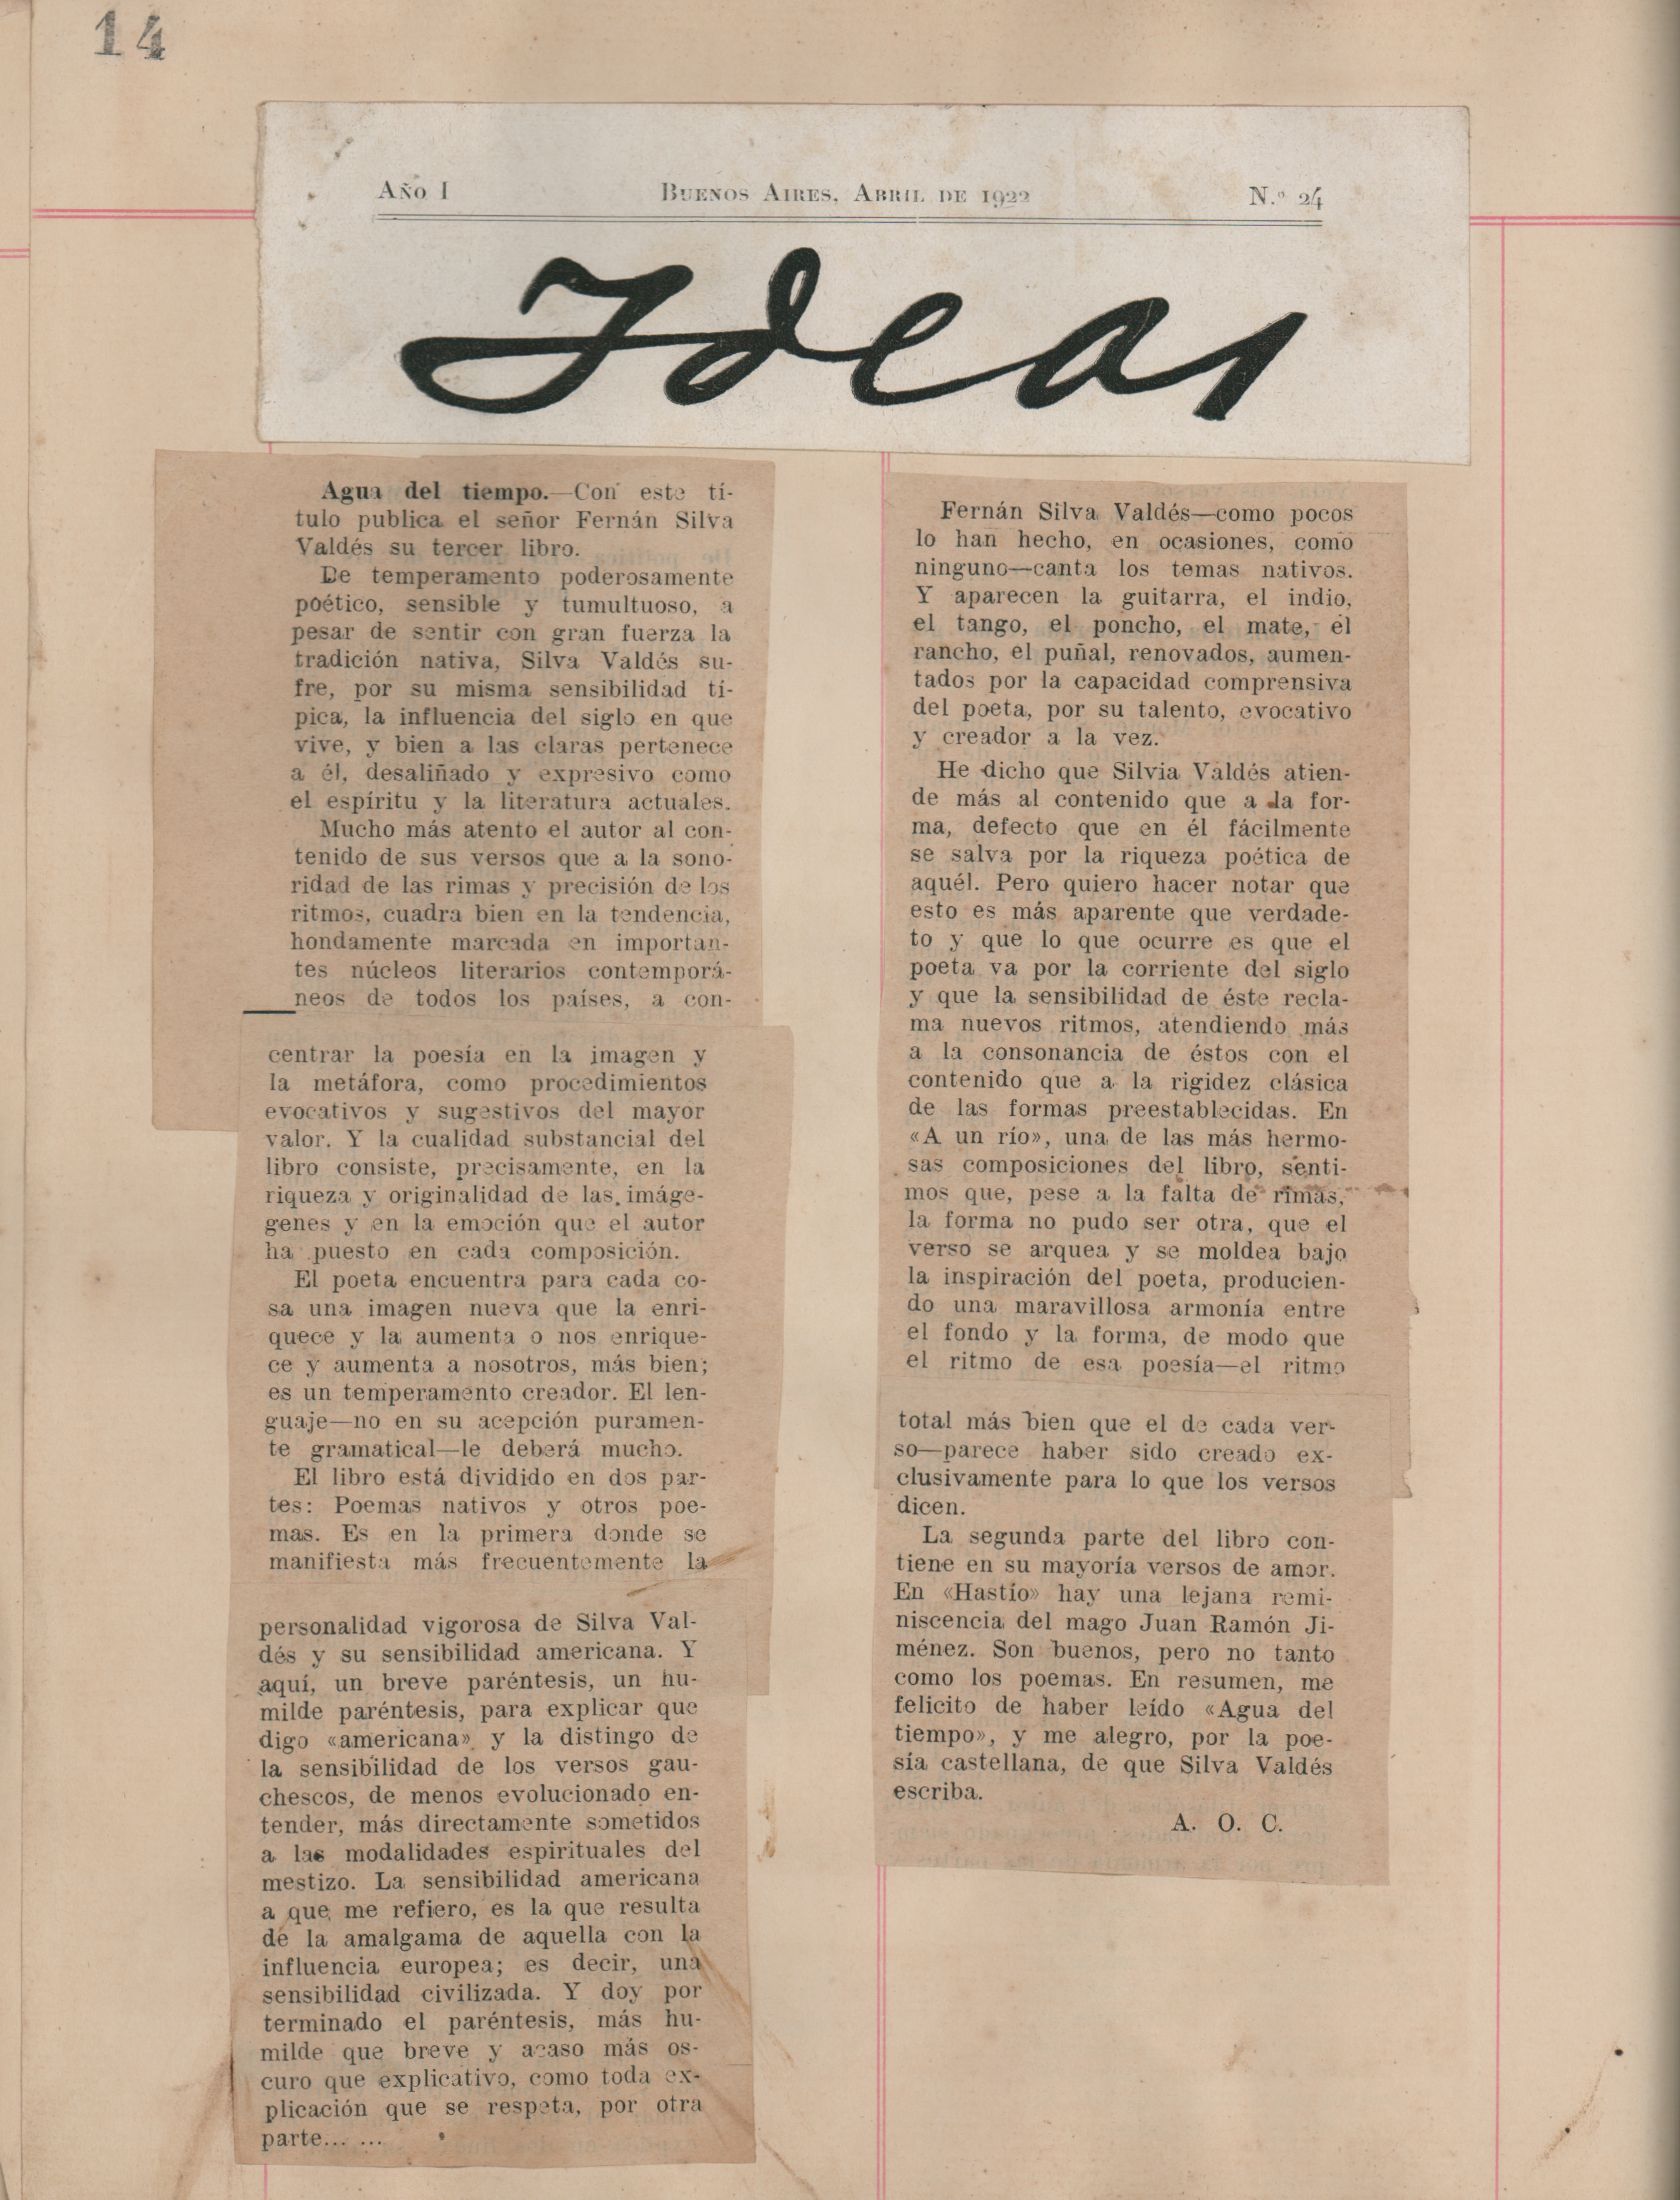 14
Año I Buenos Aires, Abril de 1922 N.º 24
Ideas
Agua del tiempo.—Con este tí-
tulo publica el señor Fernán Silva
Valdés su tercer libro.
De temperamento poderosamente
poético, sensible y tumultuoso, a
pesar de sentir con gran fuerza la
tradición nativa, Silva Valdés su-
fre, por su misma sensibilidad tí-
pica, la influencia del siglo en que
vive, y bien a las claras pertenece
a él, desaliñado y expresivo como
el espíritu y la literatura actuales.
Mucho más atento el autor al con-
tenido de sus versos que a la sono-
ridad de las rimas y precisión de los
ritmos, cuadra bien en la tendencia,
hondamente marcada en importan-
tes núcleos literarios contemporá-
neos de todos los países, a con-
centrar la poesía en la imagen y
la metáfora, como procedimientos
evocativos y sugestivos del mayor
valor. Y la cualidad substancial del
libro consiste, precisamente, en la
riqueza y originalidad de las imáge-
genes y en la emoción que el autor
ha puesto en cada composición.
El poeta encuentra para cada co-
sa una imagen nueva que la enri-
quece y la aumenta o nos enrique-
ce y aumenta a nosotros, más bien;
es un temperamento creador. El len-
guaje—no en su acepción puramen-
te gramatical—le deberá mucho.
El libro está dividido en dos par-
tes: Poemas nativos y otros poe-
mas. Es en la primera donde se
manifiesta más frecuentemente la
personalidad vigorosa de Silva Val-
dés y su sensibilidad americana. Y
aquí, un breve paréntesis, un hu-
milde paréntesis, para explicar que
digo «americana» y la distingo de
la sensibilidad de los versos gau-
chescos, de menos evolucionado en-
tender, más directamente sometidos
a las modalidades espirituales del
mestizo. La sensibilidad americana
a que me refiero, es la que resulta
de la amalgama de aquella con la
influencia europea; es decir, una
sensibilidad civilizada. Y doy por
terminado el paréntesis, más hu-
milde que breve y acaso más os-
curo que explicativo, como toda ex-
plicación que se respeta, por otra
parte... ...
Fernán Silva Valdés—como pocos
lo han hecho, en ocasiones, como
ninguno—canta los temas nativos.
Y aparecen la guitarra, el indio,
el tango, el poncho, el mate, el
rancho, el puñal, renovados, aumen-
tados por la capacidad comprensiva
del poeta, por su talento, evocativo
y creador a la vez.
He dicho que Silvia Valdés atien-
de más al contenido que a la for-
ma, defecto que en él fácilmente
se salva por la riqueza poética de
aquél. Pero quiero hacer notar que
esto es más aparente que verdade-
to y que lo que ocurre es que el
poeta va por la corriente del siglo
y que la sensibilidad de éste recla-
ma nuevos ritmos, atendiendo más
a la consonancia de éstos con el
contenido que a la rigidez clásica
de las formas preestablecidas. En
«A un río», una de las más hermo-
sas composiciones del libro, senti-
mos que, pese a la falta de rimas,
la forma no pudo ser otra, que el
verso se arquea y se moldea bajo
la inspiración del poeta, producien-
do una maravillosa armonía entre
el fondo y la forma, de modo que
el ritmo de esa poesía—el ritmo
total más bien que el de cada ver-
so—parece haber sido creado ex-
clusivamente para lo que los versos
dicen.
La segunda parte del libro con-
tiene en su mayoría versos de amor.
En «Hastío» hay una lejana remi-
niscencia del mago Juan Ramón Ji-
ménez. Son buenos, pero no tanto
como los poemas. En resumen, me
felicito de haber leído «Agua del
tiempo», y me alegro, por la poe-
sía castellana, de que Silva Valdés
escriba.
A. O. C.